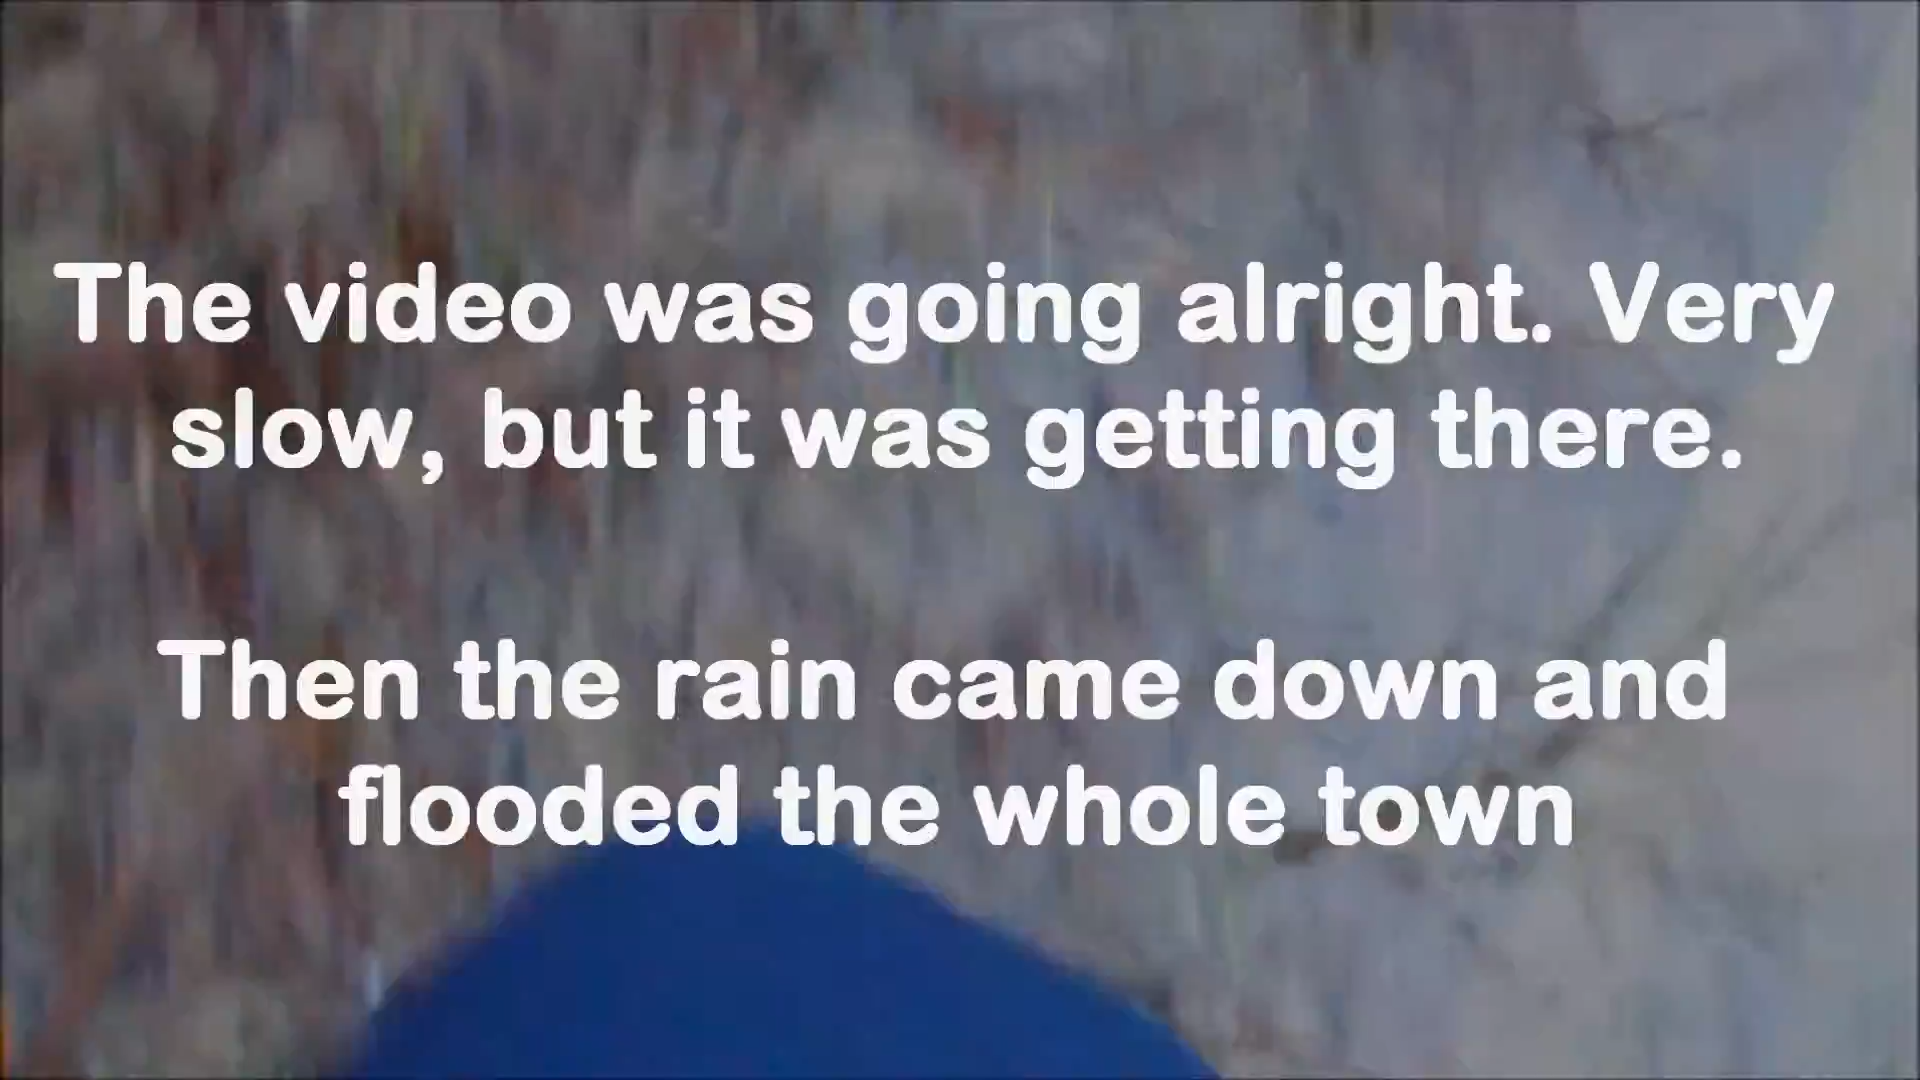 The video was going alright. Very
slow, but it was getting there.
Then the rain came down and
flooded the whole town